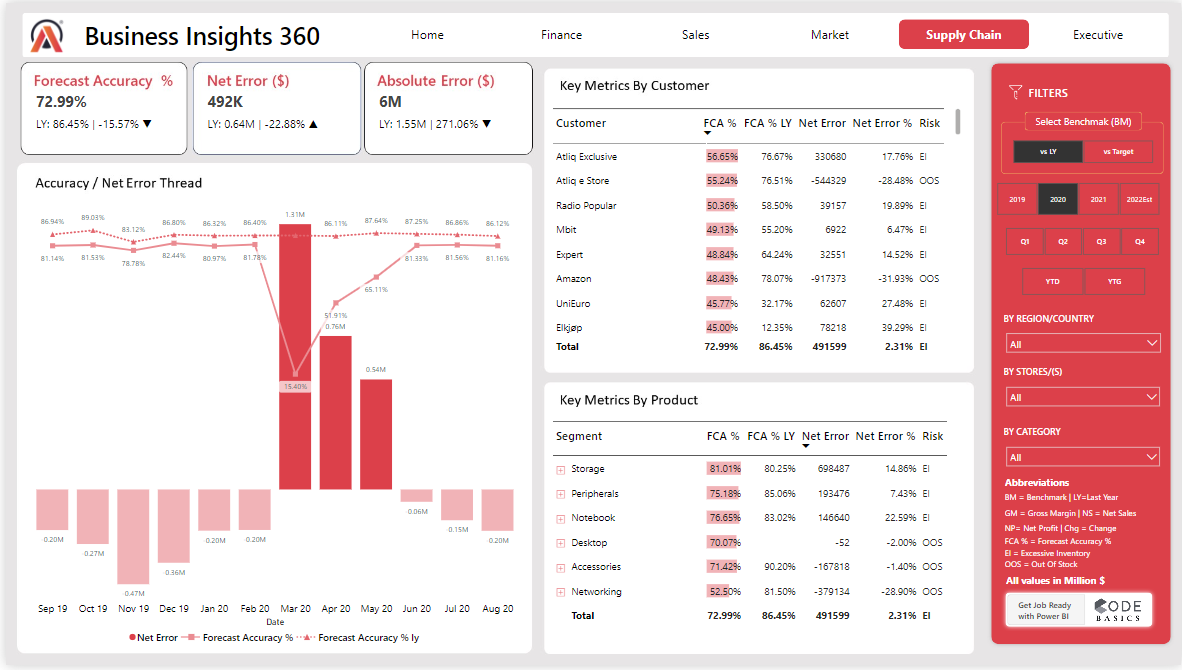 Business Insights 360
Home Finance Sales Market Supply Chain Executive
Forecast Accuracy %
72.99%
LY: 86.45% | -15.57% ▼
Net Error ($)
492K
LY: 0.64M | -22.88% ▲
Absolute Error ($)
6M
LY: 1.55M | 271.06% ▼
Accuracy / Net Error Thread
86.94% 89.03% 83.12% 86.80% 86.32% 86.40% 1.31M 86.11% 87.64% 87.25% 86.86% 86.12%
81.14% 81.53% 78.78% 82.44% 80.97% 81.78% 15.40% 51.91% 65.11% 81.33% 81.56% 81.16%
0.76M 0.54M
-0.20M 0.27M -0.47M 0.36M -0.20M -0.20M 0.06M -0.15M -0.20M
Sep 19 Oct 19 Nov 19 Dec 19 Jan 20 Feb 20 Mar 20 Apr 20 May 20 Jun 20 Jul 20 Aug 20
Date
Net Error Forecast Accuracy % Forecast Accuracy % ly
Key Metrics By Customer
Customer FCA % FCA % LY Net Error Net Error % Risk
Atliq Exclusive 56.65% 76.67% 330680 17.76% EI
Atliq e Store 55.24% 76.51% -544329 -28.48% OOS
Radio Popular 50.36% 58.50% 39157 19.89% EI
Mbit 49.13% 55.20% 6922 6.47% EI
Expert 48.84% 64.24% 32551 14.52% EI
Amazon 48.43% 78.07% -917373 -31.93% OOS
UniEuro 45.77% 32.17% 62607 27.48% EI
Elkjøp 45.00% 12.35% 78218 39.29% EI
Total 72.99% 86.45% 491599 2.31% EI
Key Metrics By Product
Segment FCA % FCA % LY Net Error Net Error % Risk
Storage 81.01% 80.25% 698487 14.86% EI
Peripherals 75.18% 85.06% 193476 7.43% EI
Notebook 76.65% 83.02% 146640 22.59% EI
Desktop 70.07% -52 -2.00% OOS
Accessories 71.42% 90.20% -167818 -1.40% OOS
Networking 52.50% 81.50% -379134 -28.90% OOS
Total 72.99% 86.45% 491599 2.31% EI
FILTERS
Select Benchmak (BM)
vs LY vs Target
2019 2020 2021 2022Est
Q1 Q2 Q3 Q4
YTD YTG
BY REGION/COUNTRY
All
BY STORES/(S)
All
BY CATEGORY
All
Abbreviations
BM = Benchmark | LY=Last Year
GM = Gross Margin | NS = Net Sales
NP= Net Profit | Chg = Change
FCA % = Forecast Accuracy %
EI = Excessive Inventory
OOS = Out Of Stock
All values in Million $
Get Job Ready
with Power BI
CODE
BASICS